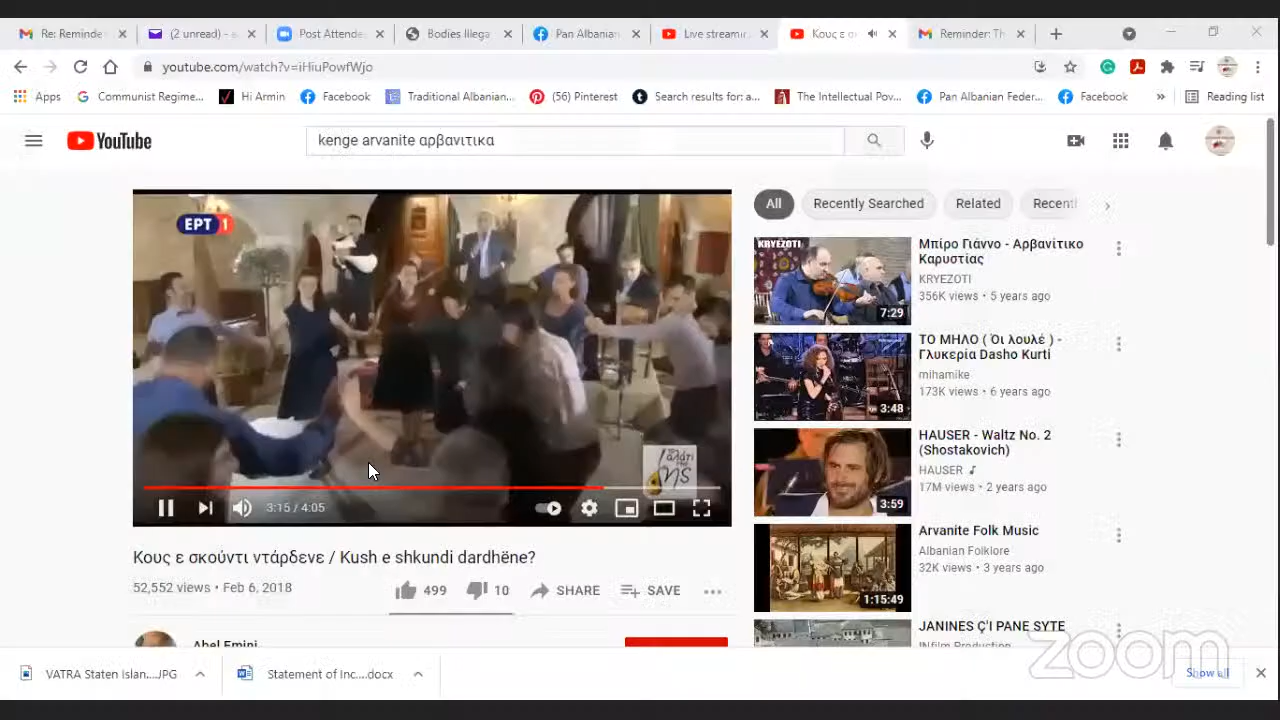 Re: Reminde
(2 unread) -
Post Attende
Bodies Illega
Pan Albanian
Live streami
Κους ε σ
Reminder: Th
youtube.com/watch?v=iHiuPowfWjo
Apps
Communist Regime...
Hi Armin
Facebook
Traditional Albanian...
(56) Pinterest
Search results for: a...
The Intellectual Pov...
Pan Albanian Feder...
Facebook
»
Reading list
YouTube
kenge arvanite αρβανιτικα
ΕΡΤ 1
3:15 / 4:05
Κους ε σκούντι ντάρδενε / Kush e shkundi dardhëne?
52,552 views • Feb 6, 2018
499
10
SHARE
SAVE
Abel Emini
All
Recently Searched
Related
Recent
KRYEZOTI
7:29
Μπίρο Γιάννο - Αρβανίτικο
Καρυστίας
KRYEZOTI
356K views • 5 years ago
3:48
ΤΟ ΜΗΛΟ ( Όι λουλέ ) -
Γλυκερία Dasho Kurti
mihamike
173K views • 6 years ago
3:59
HAUSER - Waltz No. 2
(Shostakovich)
HAUSER
17M views • 2 years ago
1:15:49
Arvanite Folk Music
Albanian Folklore
32K views • 3 years ago
JANINES Ç'I PANE SYTE
INfilm Production
zoom
VATRA Staten Islan....JPG
Statement of Inc....docx
Show all